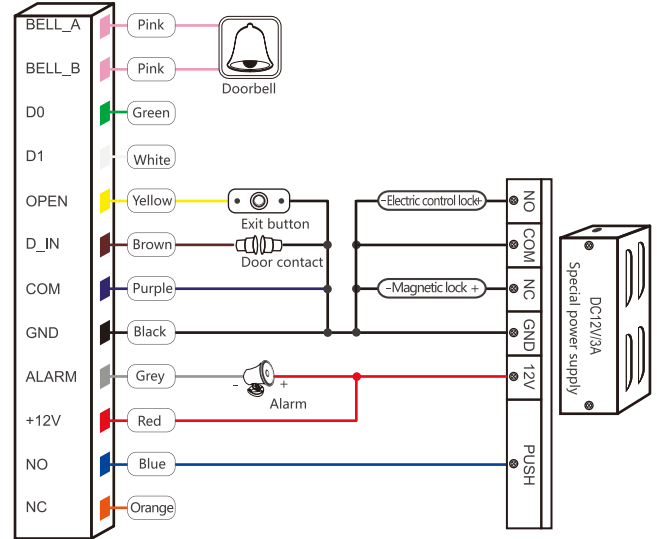 BELL_A
Pink
BELL_B
Pink
Doorbell
D0
Green
D1
White
OPEN
Yellow
Exit button
-Electric control lock+
NO
D_IN
Brown
Door contact
COM
COM
Purple
-Magnetic lock +
NC
GND
Black
GND
ALARM
Grey
- +
Alarm
12V
+12V
Red
NO
Blue
PUSH
NC
Orange
DC12V/3A
Special power supply